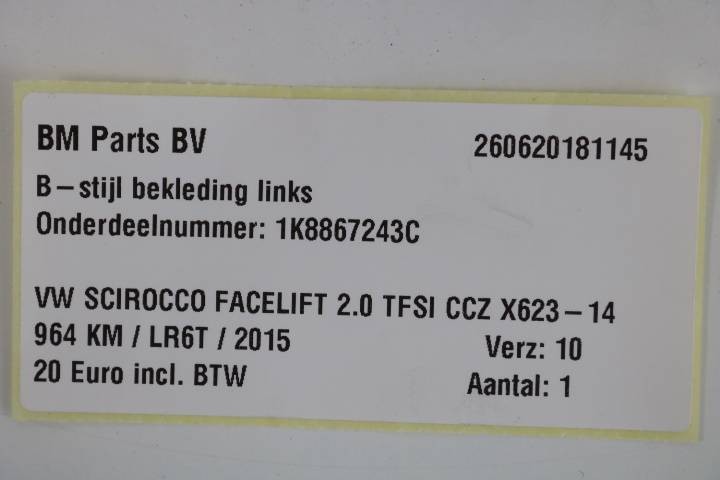 BM Parts BV 260620181145
B-stijl bekleding links
Onderdeelnummer: 1K8867243C
VW SCIROCCO FACELIFT 2.0 TFSI CCZ X623-14
964 KM / LR6T / 2015 Verz: 10
20 Euro incl. BTW Aantal: 1